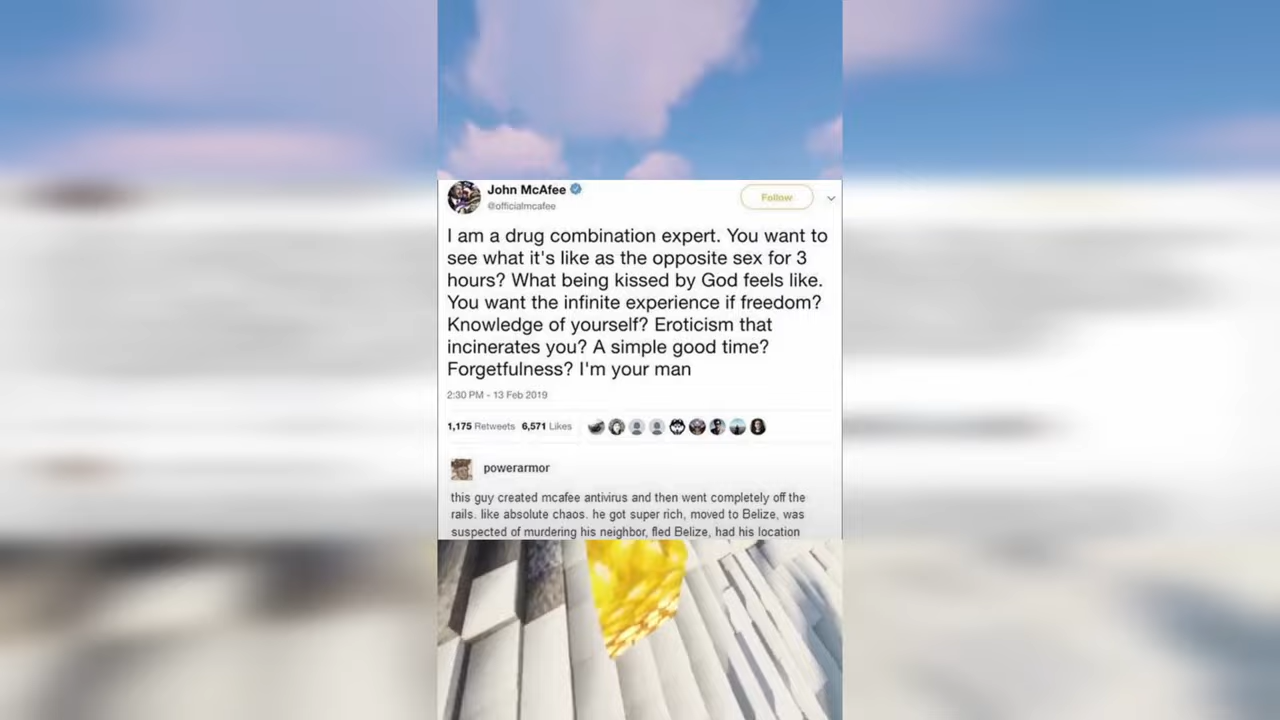 John McAfee
@officialmcafee
Follow
I am a drug combination expert. You want to
see what it's like as the opposite sex for 3
hours? What being kissed by God feels like.
You want the infinite experience if freedom?
Knowledge of yourself? Eroticism that
incinerates you? A simple good time?
Forgetfulness? I'm your man
2:30 PM - 13 Feb 2019
1,175 Retweets 6,571 Likes
powerarmor
this guy created mcafee antivirus and then went completely off the
rails. like absolute chaos. he got super rich, moved to Belize, was
suspected of murdering his neighbor, fled Belize, had his location